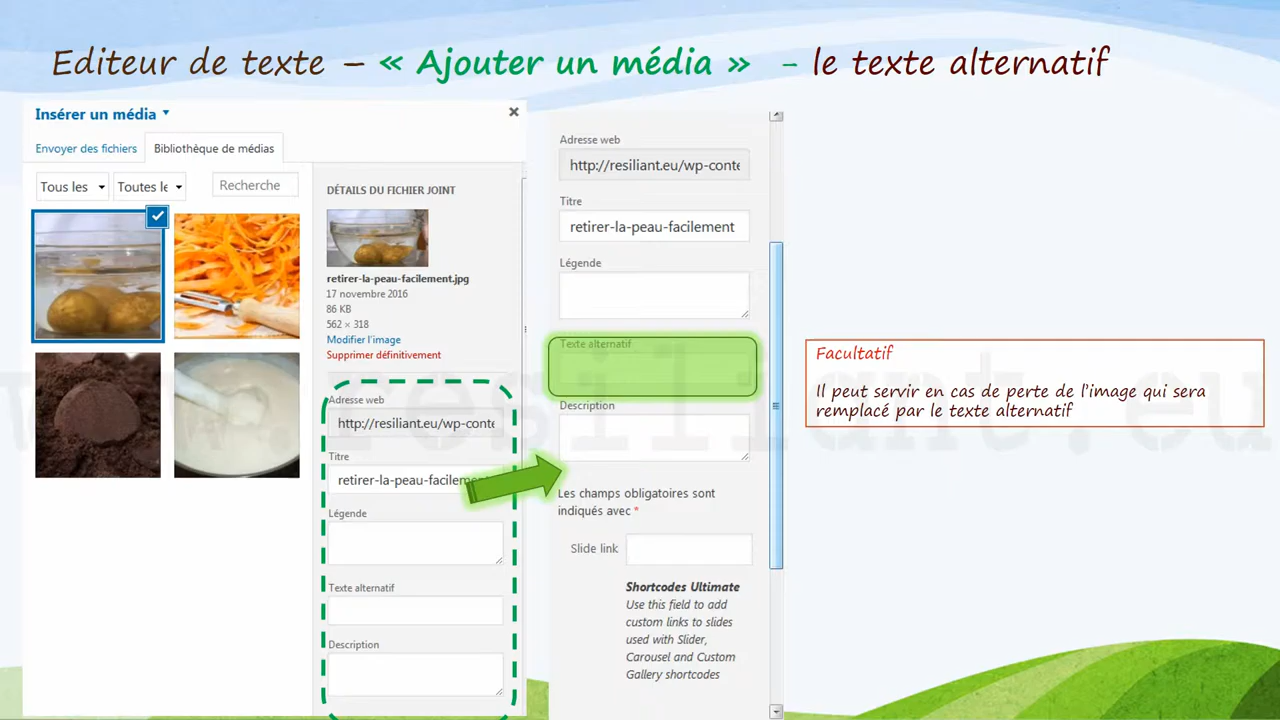 Editeur de texte – « Ajouter un média » - le texte alternatif
Insérer un média
Envoyer des fichiers
Bibliothèque de médias
Tous les
Toutes le
Recherche
DÉTAILS DU FICHIER JOINT
retirer-la-peau-facilement.jpg
17 novembre 2016
86 KB
562 × 318
Modifier l'image
Supprimer définitivement
Adresse web
http://resiliant.eu/wp-conte
Titre
retirer-la-peau-facileme
Légende
Texte alternatif
Description
Adresse web
http://resiliant.eu/wp-conte
Titre
retirer-la-peau-facilement
Légende
Texte alternatif
Description
Les champs obligatoires sont
indiqués avec *
Slide link
Shortcodes Ultimate
Use this field to add
custom links to slides
used with Slider,
Carousel and Custom
Gallery shortcodes
Facultatif
Il peut servir en cas de perte de l'image qui sera
remplacé par le texte alternatif
www.resiliant.eu